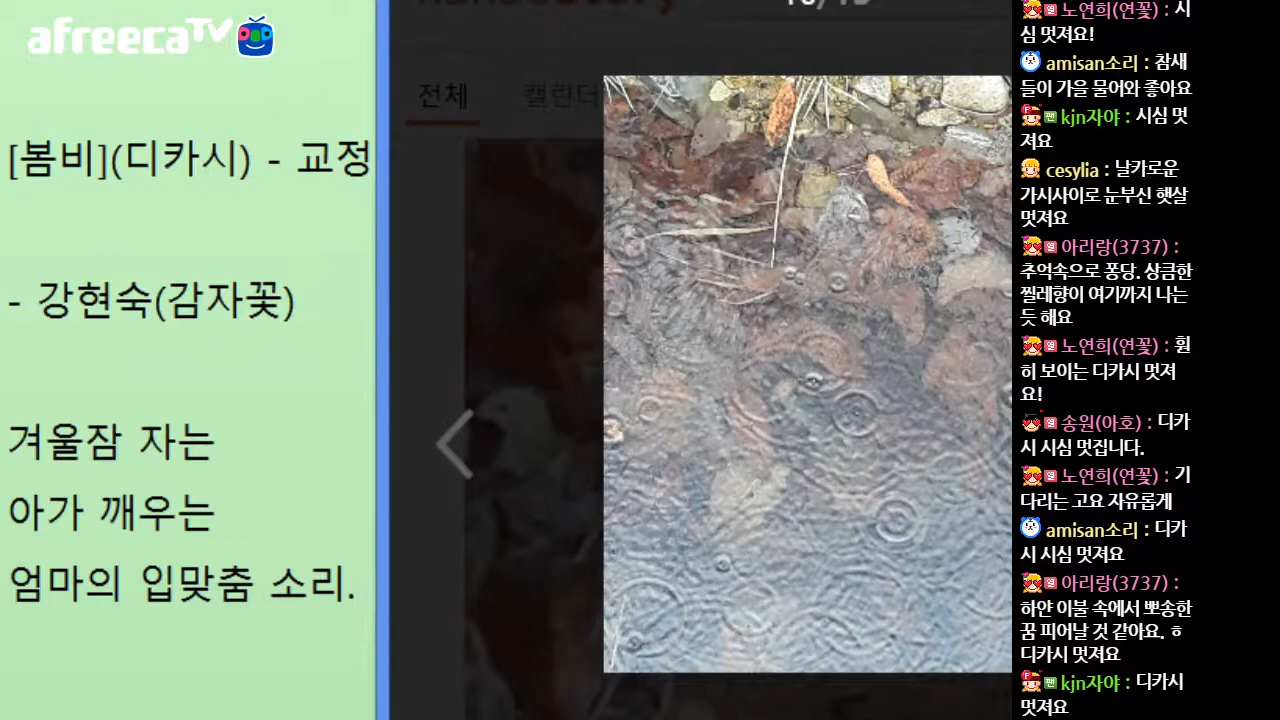 afreecaTV
[봄비](디카시) - 교정
- 강현숙(감자꽃)
겨울잠 자는
아가 깨우는
엄마의 입맞춤 소리.
전체
캘린더
노연희(연꽃) : 시
심 멋져요!
amisan소리 : 참새
들이 가을 물어와 좋아요
kjn자야 : 시심 멋
져요
cesylia : 날카로운
가시사이로 눈부신 햇살
멋져요
아리랑(3737) :
추억속으로 퐁당. 상큼한
찔레향이 여기까지 나는
듯 해요
노연희(연꽃) : 훤
히 보이는 디카시 멋져
요!
송원(아호) : 디카
시 시심 멋집니다.
노연희(연꽃) : 기
다리는 고요 자유롭게
amisan소리 : 디카
시 시심 멋져요
아리랑(3737) :
하얀 이불 속에서 뽀송한
꿈 피어날 것 같아요. ㅎ
디카시 멋져요
kjn자야 : 디카시
멋져요